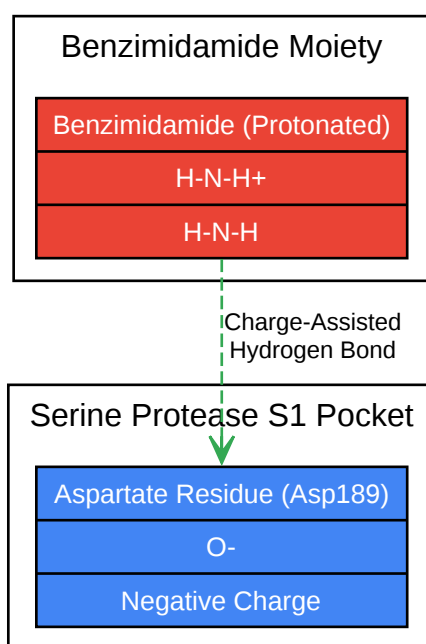 Benzimidamide Moiety
Benzimidamide (Protonated)
H-N-H+
H-N-H
Charge-Assisted
Hydrogen Bond
Serine Protease S1 Pocket
Aspartate Residue (Asp189)
O-
Negative Charge